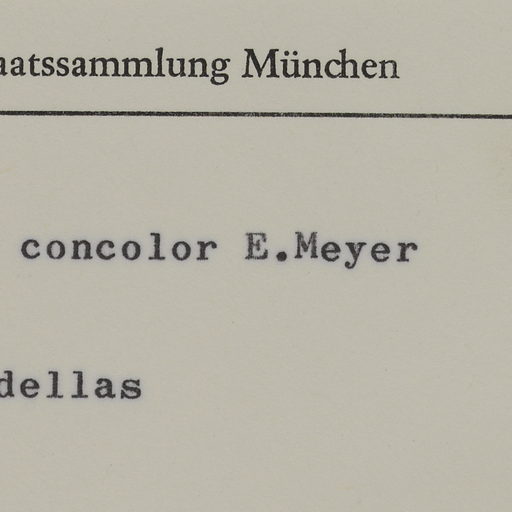 aatssammlung München
concolor E.Meyer
dellas